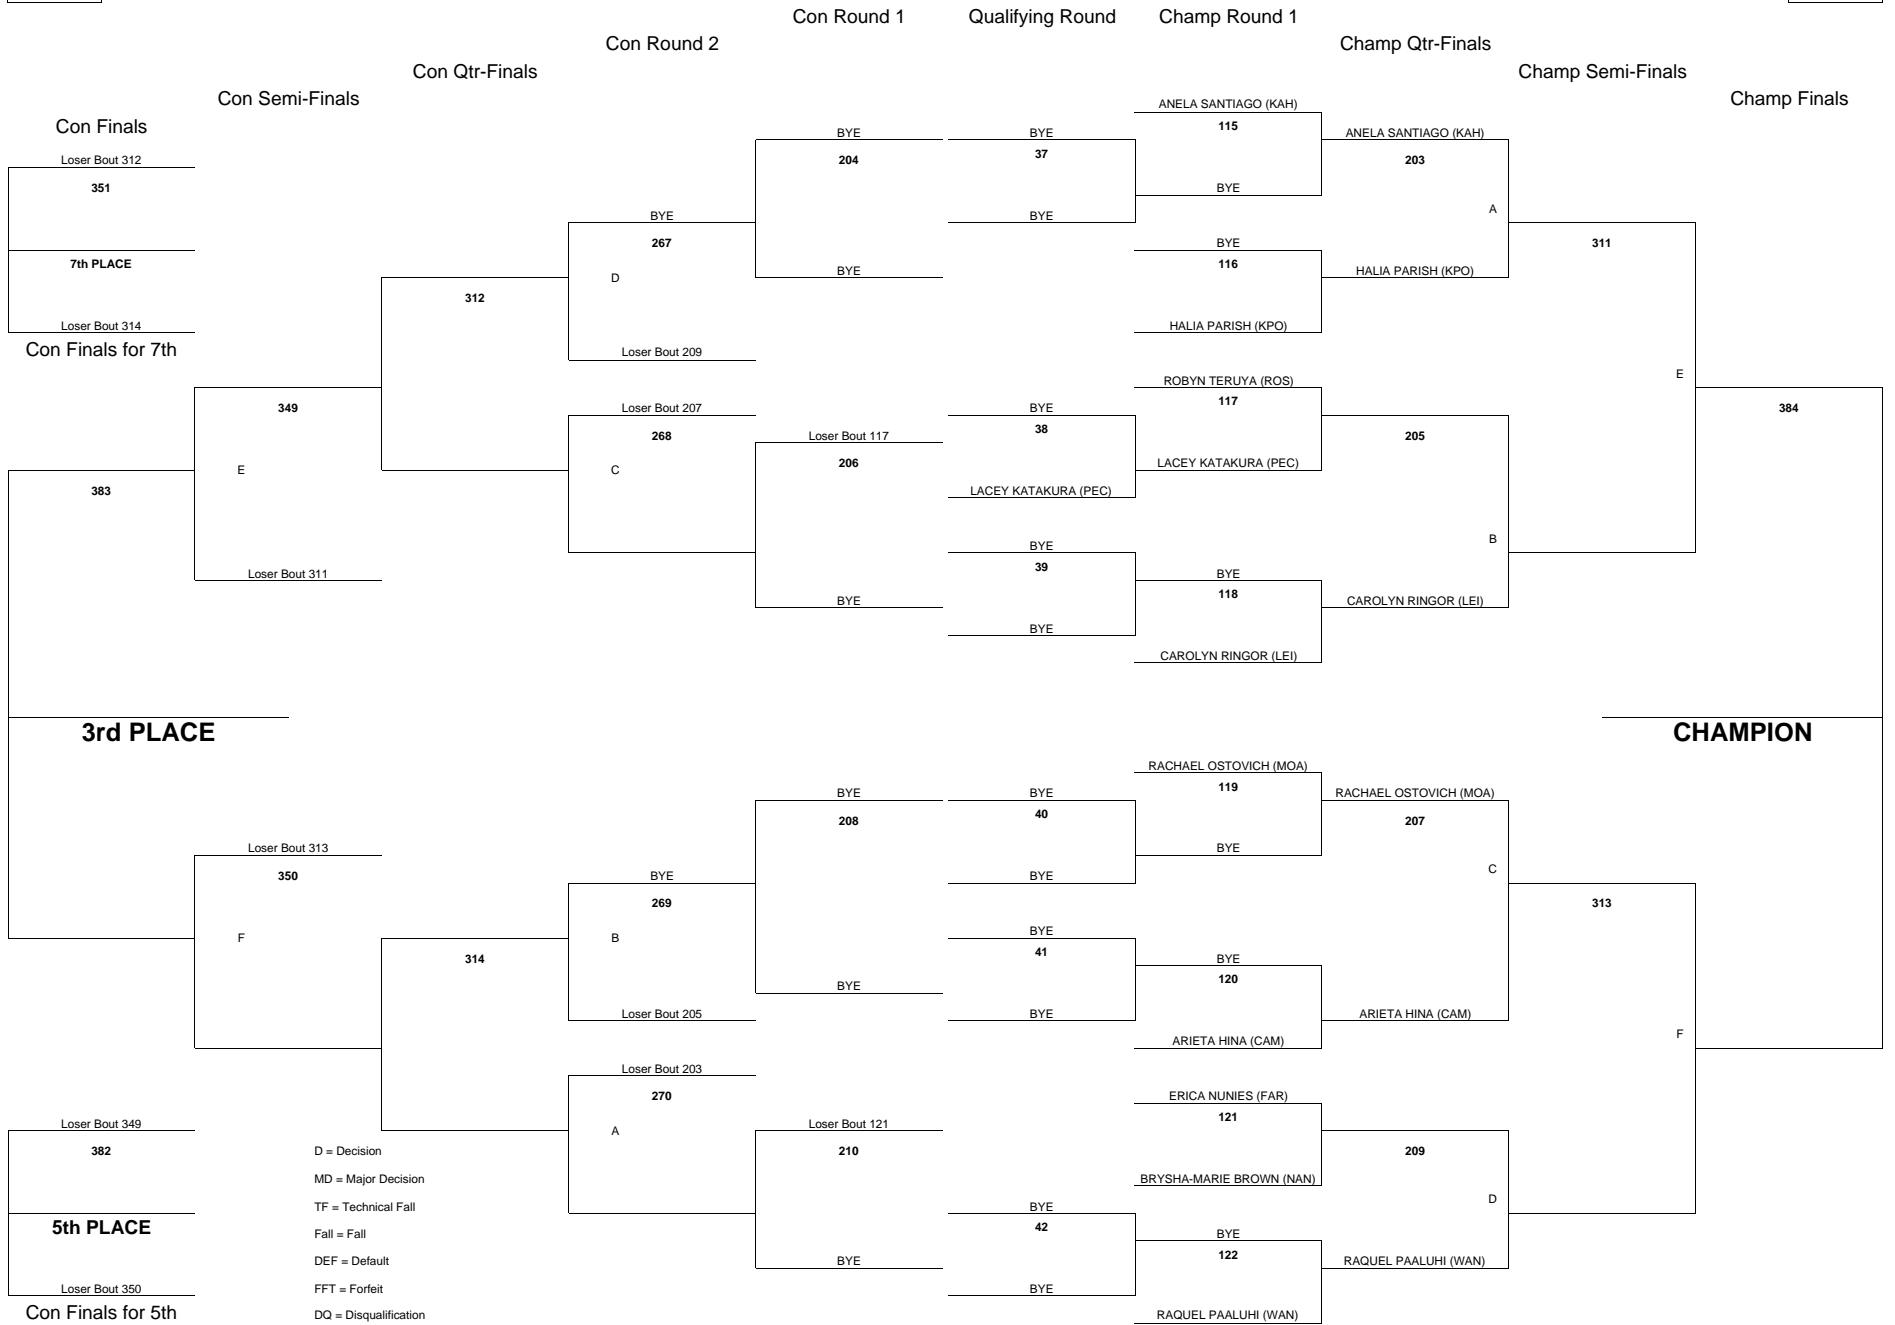 Con Round 1
Qualifying Round
Champ Round 1
Con Round 2
Champ Qtr-Finals
Con Qtr-Finals
Champ Semi-Finals
Con Semi-Finals
Champ Finals
Con Finals
Loser Bout 312
351
7th PLACE
Loser Bout 314
Con Finals for 7th
383
3rd PLACE
Loser Bout 349
382
5th PLACE
Loser Bout 350
Con Finals for 5th
349
E
Loser Bout 311
Loser Bout 313
350
F
D = Decision
MD = Major Decision
TF = Technical Fall
Fall = Fall
DEF = Default
FFT = Forfeit
DQ = Disqualification
312
314
BYE
267
D
Loser Bout 209
Loser Bout 207
268
C
BYE
269
B
Loser Bout 205
Loser Bout 203
270
A
BYE
204
BYE
Loser Bout 117
206
BYE
BYE
208
BYE
Loser Bout 121
210
BYE
BYE
37
BYE
BYE
38
LACEY KATAKURA (PEC)
BYE
39
BYE
BYE
40
BYE
BYE
41
BYE
BYE
42
BYE
ANELA SANTIAGO (KAH)
115
BYE
BYE
116
HALIA PARISH (KPO)
ROBYN TERUYA (ROS)
117
LACEY KATAKURA (PEC)
BYE
118
CAROLYN RINGOR (LEI)
RACHAEL OSTOVICH (MOA)
119
BYE
BYE
120
ARIETA HINA (CAM)
ERICA NUNIES (FAR)
121
BRYSHA-MARIE BROWN (NAN)
BYE
122
RAQUEL PAALUHI (WAN)
ANELA SANTIAGO (KAH)
203
A
HALIA PARISH (KPO)
205
B
CAROLYN RINGOR (LEI)
RACHAEL OSTOVICH (MOA)
207
C
ARIETA HINA (CAM)
209
D
RAQUEL PAALUHI (WAN)
311
E
313
F
384
CHAMPION